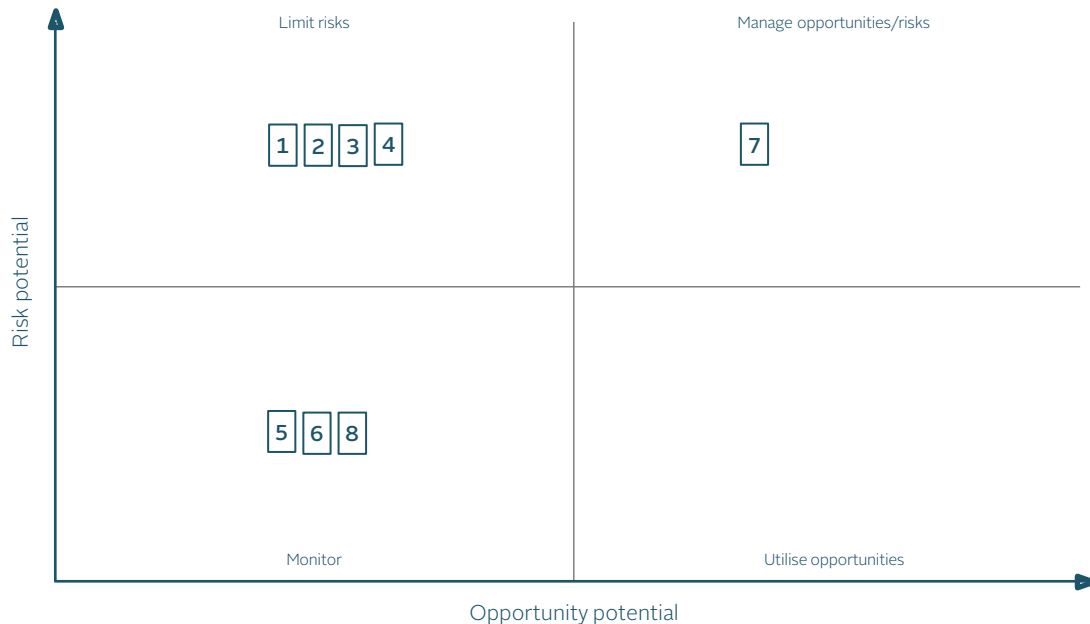 Limit risks
Manage opportunities/risks
1 2 3 4
7
Risk potential
5 6 8
Monitor
Utilise opportunities
Opportunity potential